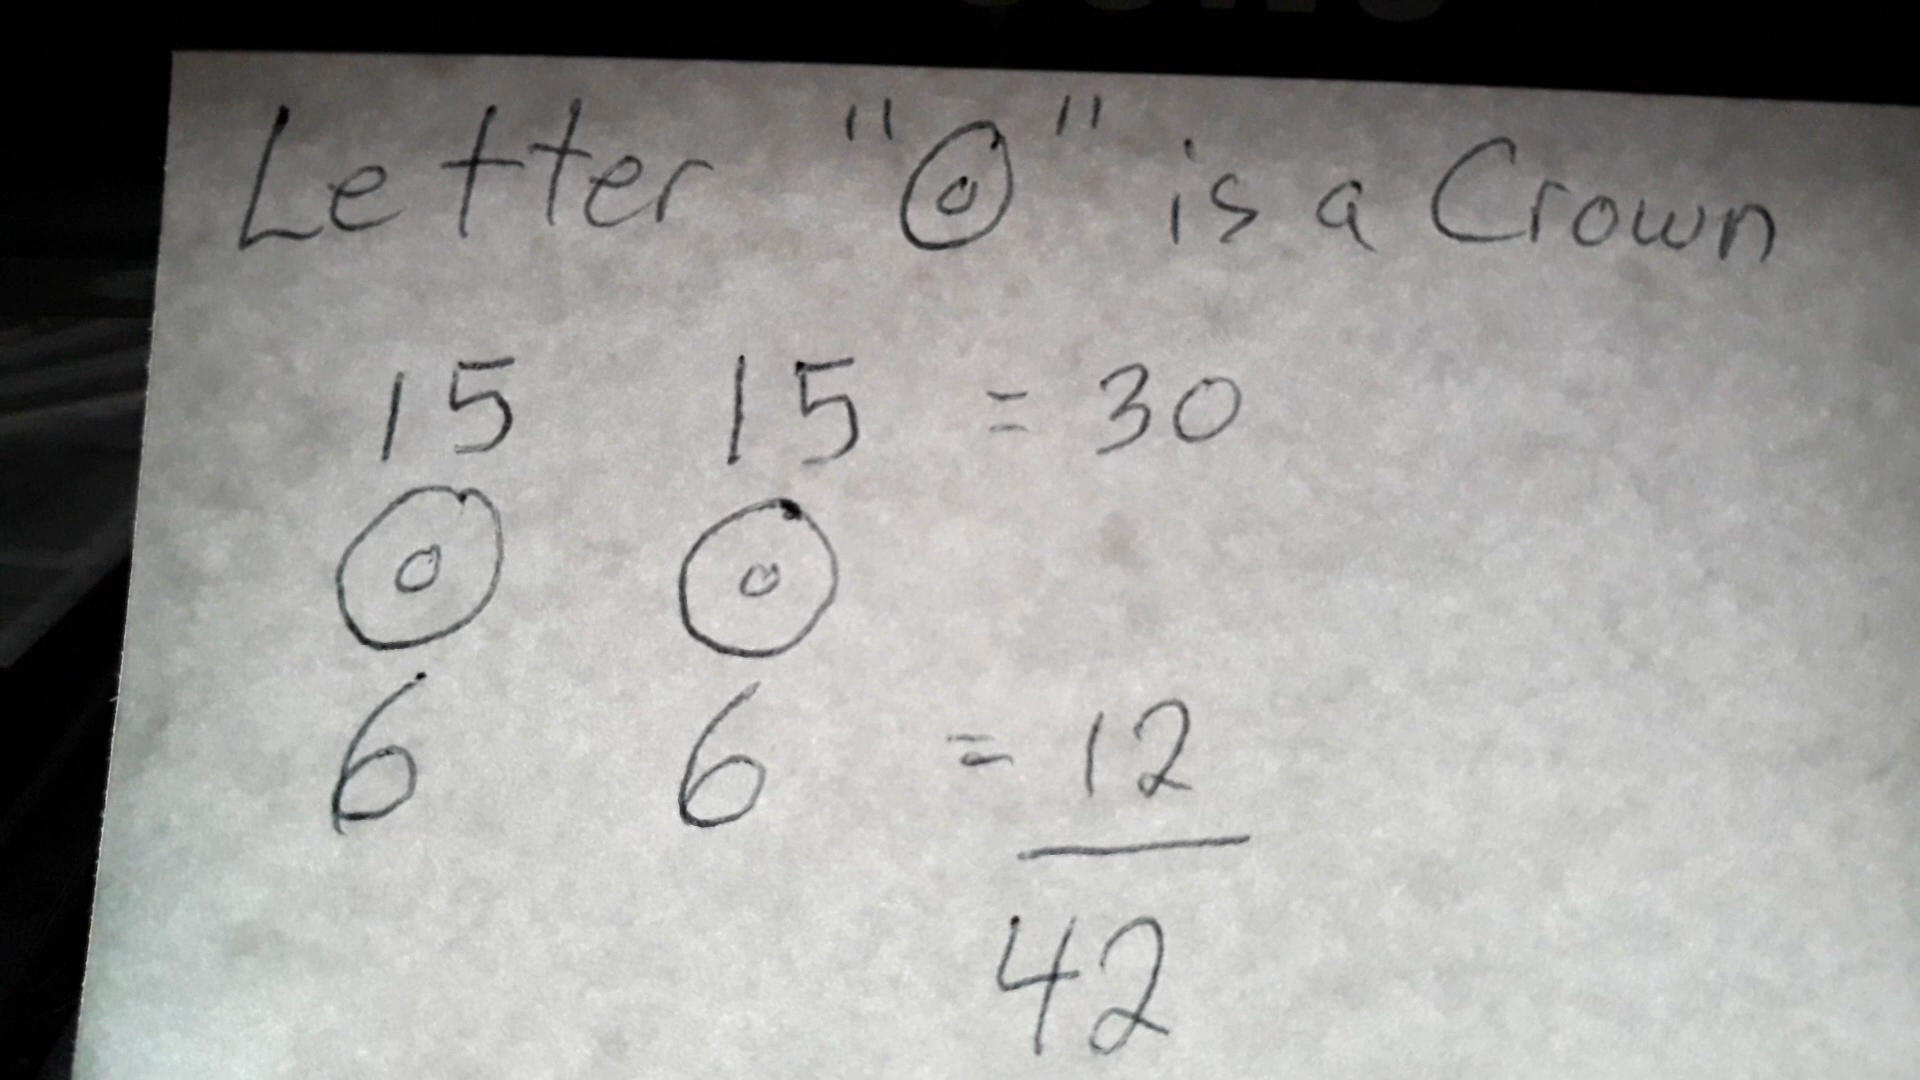 Letter "O" is a Crown
15 15 = 30
O O
6 6 = 12
42